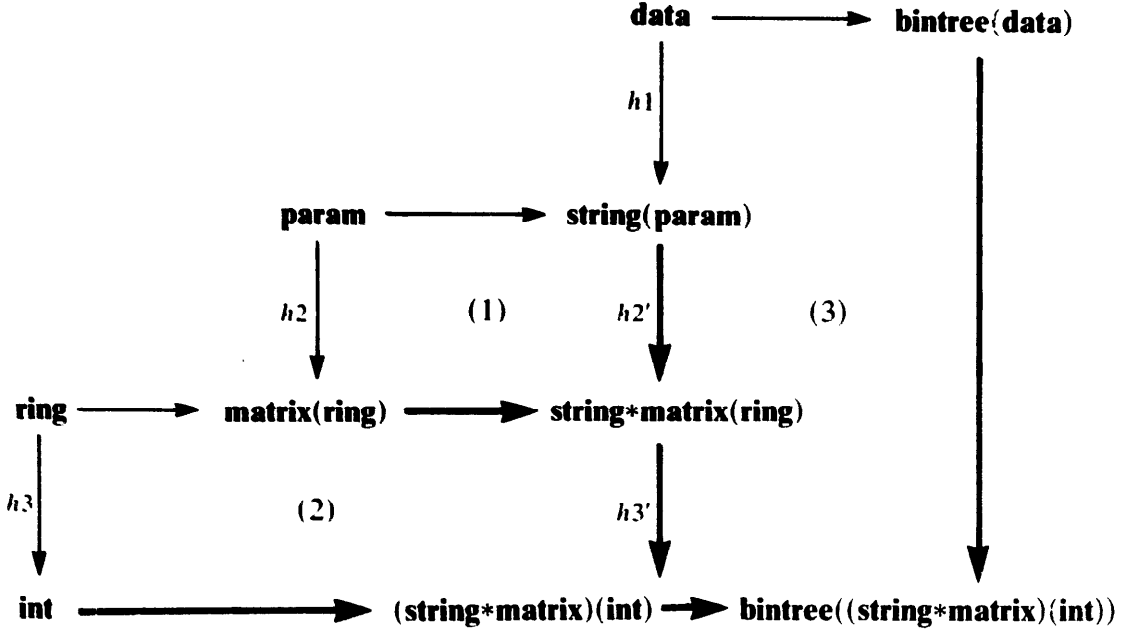 data bintree(data)
h1
param string(param)
h2 (1) h2' (3)
ring matrix(ring) string*matrix(ring)
h3 (2) h3'
int (string*matrix)(int) bintree((string*matrix)(int))